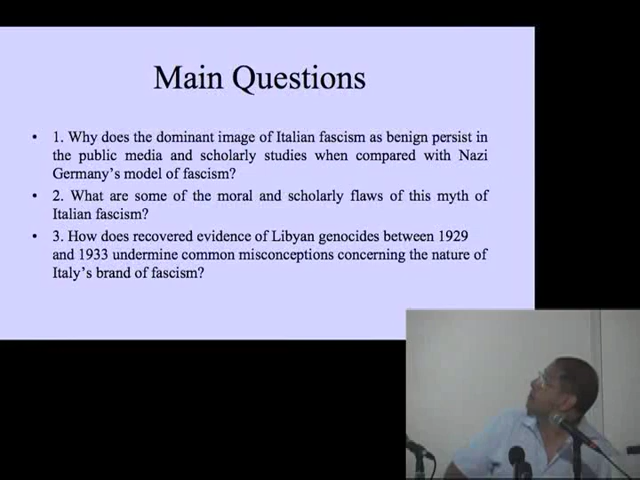 Main Questions
• 1. Why does the dominant image of Italian fascism as benign persist in
the public media and scholarly studies when compared with Nazi
Germany's model of fascism?
• 2. What are some of the moral and scholarly flaws of this myth of
Italian fascism?
• 3. How does recovered evidence of Libyan genocides between 1929
and 1933 undermine common misconceptions concerning the nature of
Italy's brand of fascism?